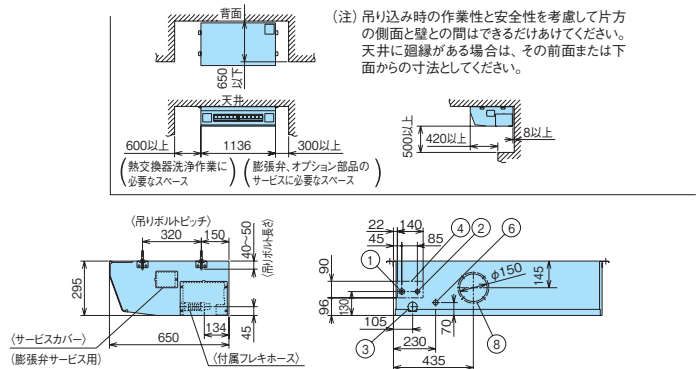 背面
650以下
(注) 吊り込み時の作業性と安全性を考慮して片方
の側面と壁との間はできるだけあけてください。
天井に廻縁がある場合は、その前面または下
面からの寸法としてください。
天井
600以上
1136
300以上
(熱交換器洗浄作業に
必要なスペース)
(膨張弁、オプション部品の
サービスに必要なスペース)
500以上
420以上
8以上
〈吊りボルトピッチ〉
320
150
40~50
〈吊りボルト長さ〉
295
134
45
650
〈サービスカバー〉
(膨張弁サービス用)
〈付属フレキホース〉
22
140
45
85
④
②
⑥
φ150
145
90
①
96
130
105
③
70
230
⑧
435